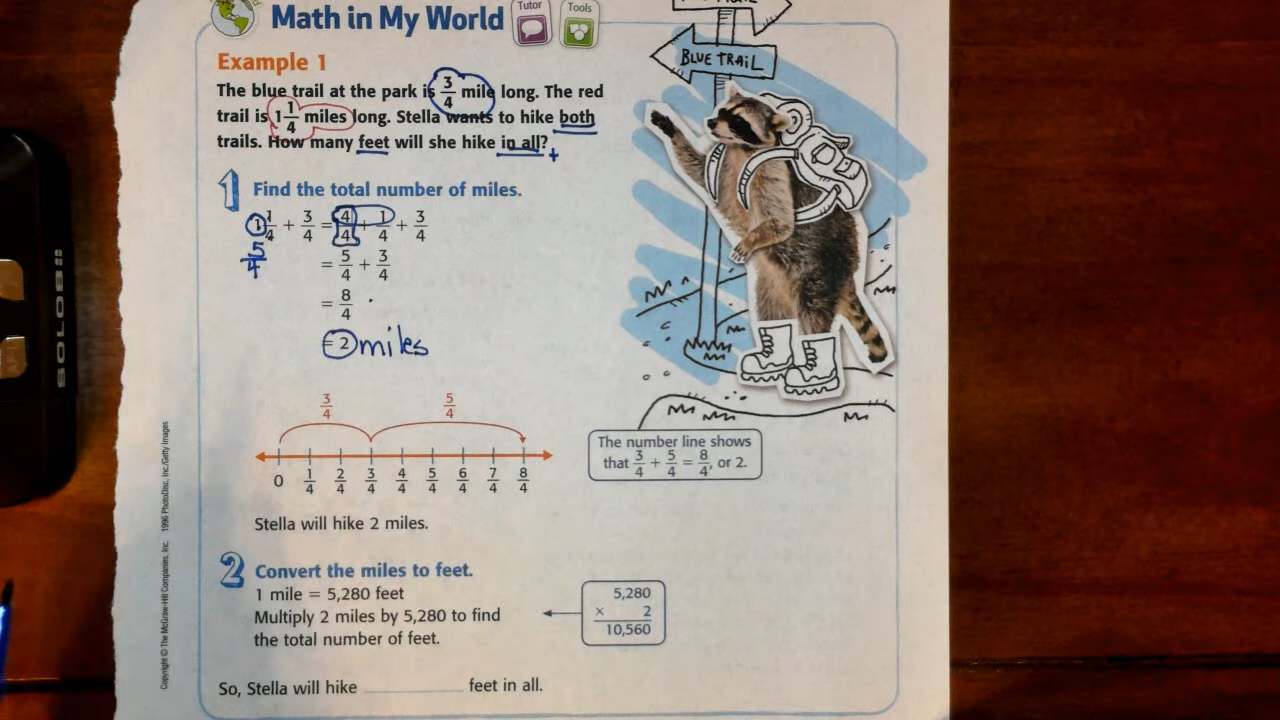 Math in My World
Tutor
Tools
BLUE TRAIL
Example 1
The blue trail at the park is 3/4 mile long. The red
trail is 1 1/4 miles long. Stella wants to hike both
trails. How many feet will she hike in all?
+
1 Find the total number of miles.
1 1/4 + 3/4 = 4/4 + 1/4 + 3/4
5/4
= 5/4 + 3/4
= 8/4
= 2 miles
3/4 5/4
0 1/4 2/4 3/4 4/4 5/4 6/4 7/4 8/4
The number line shows
that 3/4 + 5/4 = 8/4, or 2.
Stella will hike 2 miles.
2 Convert the miles to feet.
1 mile = 5,280 feet
Multiply 2 miles by 5,280 to find
the total number of feet.
5,280
× 2
10,560
So, Stella will hike ________ feet in all.
Copyright © The McGraw-Hill Companies, Inc. 1996 PhotoDisc, Inc./Getty Images
SOLO8